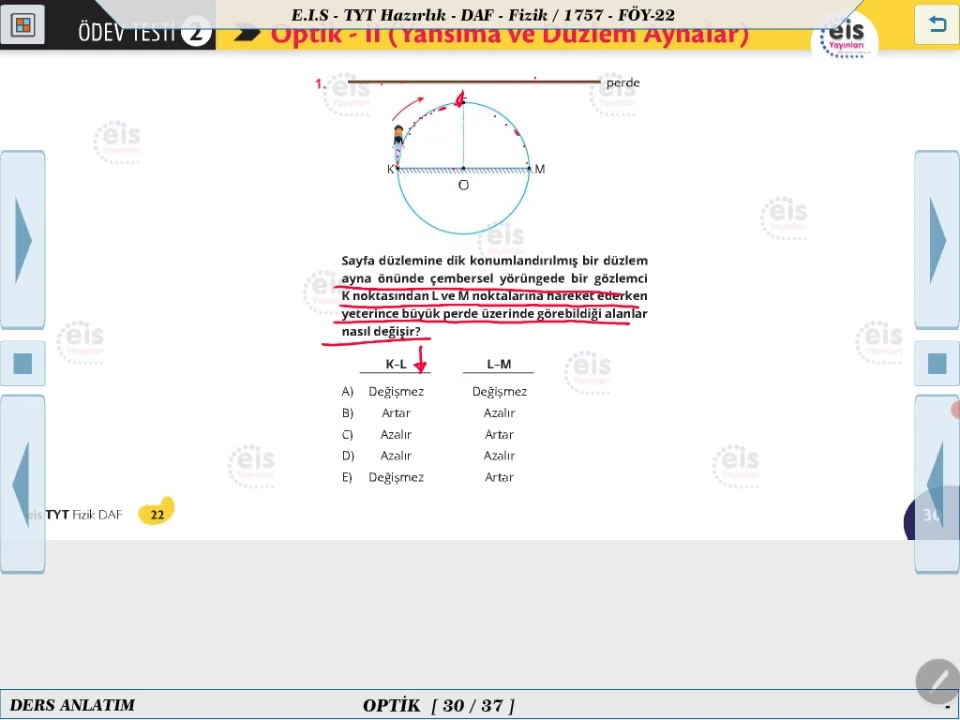 E.I.S - TYT Hazırlık - DAF - Fizik / 1757 - FÖY-22
ÖDEV TESTİ 2
Optik - II (Yansıma ve Düzlem Aynalar)
eis
Yayınları
1.
perde
K
M
O
Sayfa düzlemine dik konumlandırılmış bir düzlem
ayna önünde çembersel yörüngede bir gözlemci
K noktasından L ve M noktalarına hareket ederken
yeterince büyük perde üzerinde görebildiği alanlar
nasıl değişir?
K–L L–M
A) Değişmez Değişmez
B) Artar Azalır
C) Azalır Artar
D) Azalır Azalır
E) Değişmez Artar
eis TYT Fizik DAF 22
30
DERS ANLATIM
OPTİK [ 30 / 37 ]
-